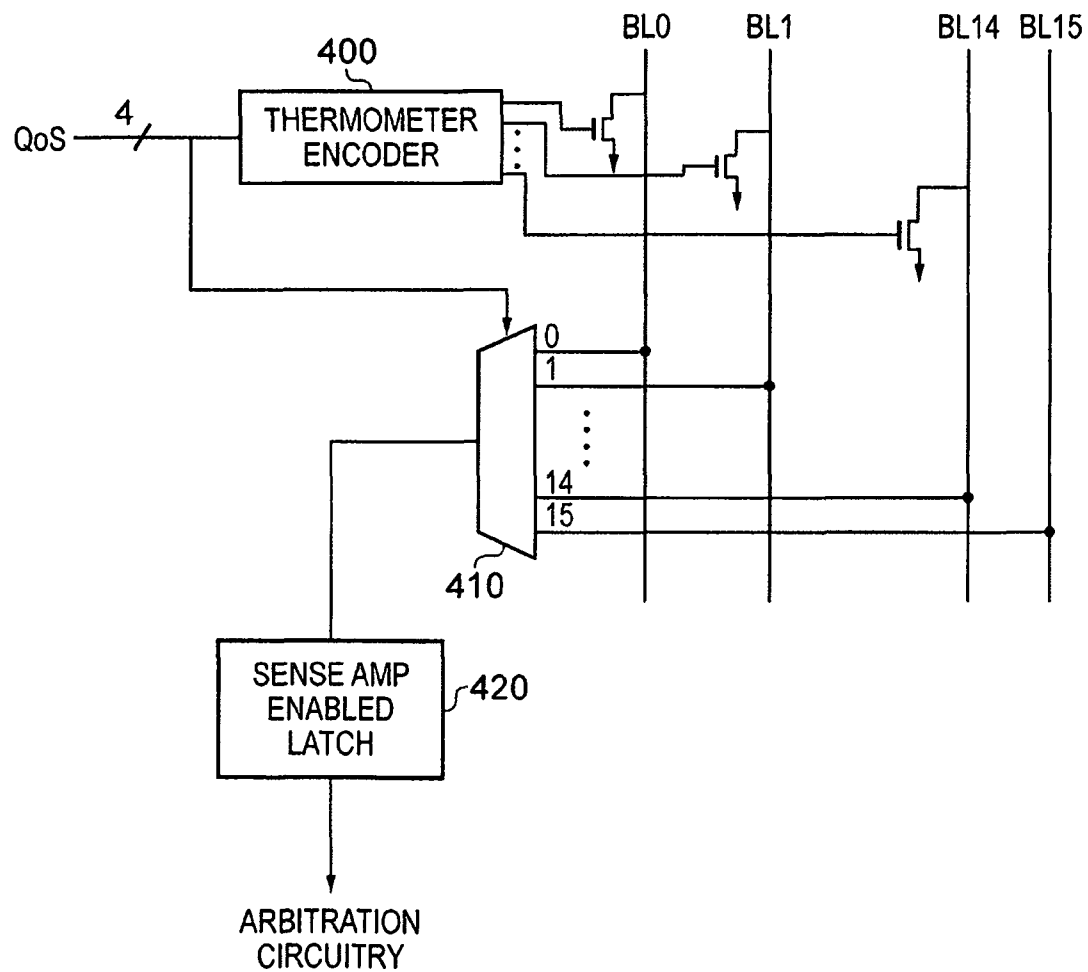 BL0 BL1 BL14 BL15
400
QoS 4
THERMOMETER
ENCODER
0
1
14
15
410
SENSE AMP
ENABLED
LATCH
420
ARBITRATION
CIRCUITRY